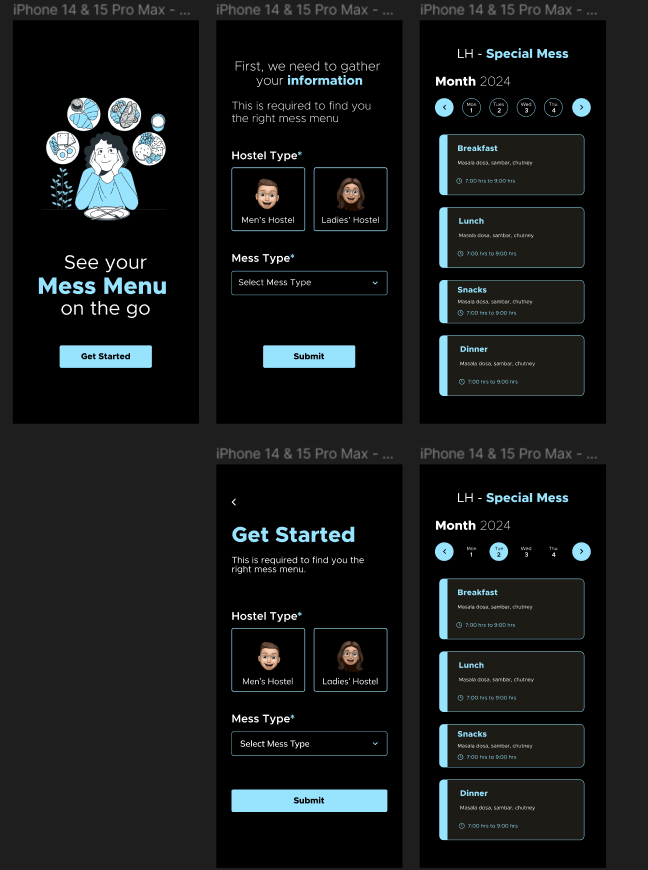 iPhone 14 & 15 Pro Max - ...
See your
Mess Menu
on the go
Get Started
iPhone 14 & 15 Pro Max - ...
First, we need to gather
your information
This is required to find you
the right mess menu
Hostel Type*
Men's Hostel
Ladies' Hostel
Mess Type*
Select Mess Type
Submit
iPhone 14 & 15 Pro Max - ...
LH - Special Mess
Month 2024
Mon Tues Wed Thu
1 2 3 4
Breakfast
Masala dosa, sambar, chutney
7:00 hrs to 9:00 hrs
Lunch
Masala dosa, sambar, chutney
7:00 hrs to 9:00 hrs
Snacks
Masala dosa, sambar, chutney
7:00 hrs to 9:00 hrs
Dinner
Masala dosa, sambar, chutney
7:00 hrs to 9:00 hrs
iPhone 14 & 15 Pro Max - ...
Get Started
This is required to find you the
right mess menu.
Hostel Type*
Men's Hostel
Ladies' Hostel
Mess Type*
Select Mess Type
Submit
iPhone 14 & 15 Pro Max - ...
LH - Special Mess
Month 2024
Mon Tue Wed Thu
1 2 3 4
Breakfast
Masala dosa, sambar, chutney
7:00 hrs to 9:00 hrs
Lunch
Masala dosa, sambar, chutney
7:00 hrs to 9:00 hrs
Snacks
Masala dosa, sambar, chutney
7:00 hrs to 9:00 hrs
Dinner
Masala dosa, sambar, chutney
7:00 hrs to 9:00 hrs